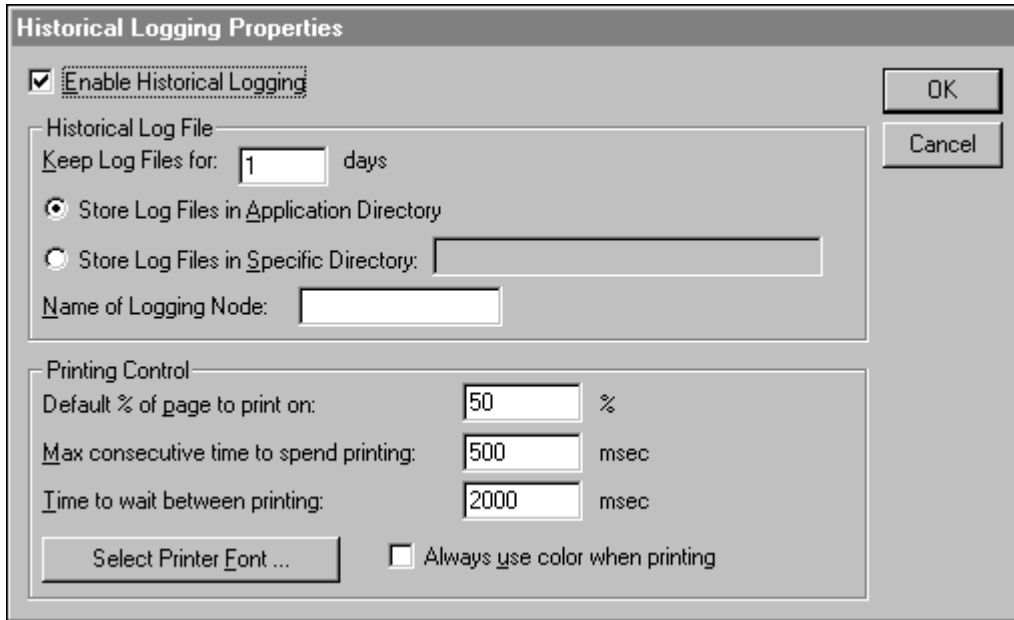 Historical Logging Properties
Enable Historical Logging
OK
Cancel
Historical Log File
Keep Log Files for: 1 days
Store Log Files in Application Directory
Store Log Files in Specific Directory:
Name of Logging Node:
Printing Control
Default % of page to print on: 50 %
Max consecutive time to spend printing: 500 msec
Time to wait between printing: 2000 msec
Select Printer Font ... Always use color when printing